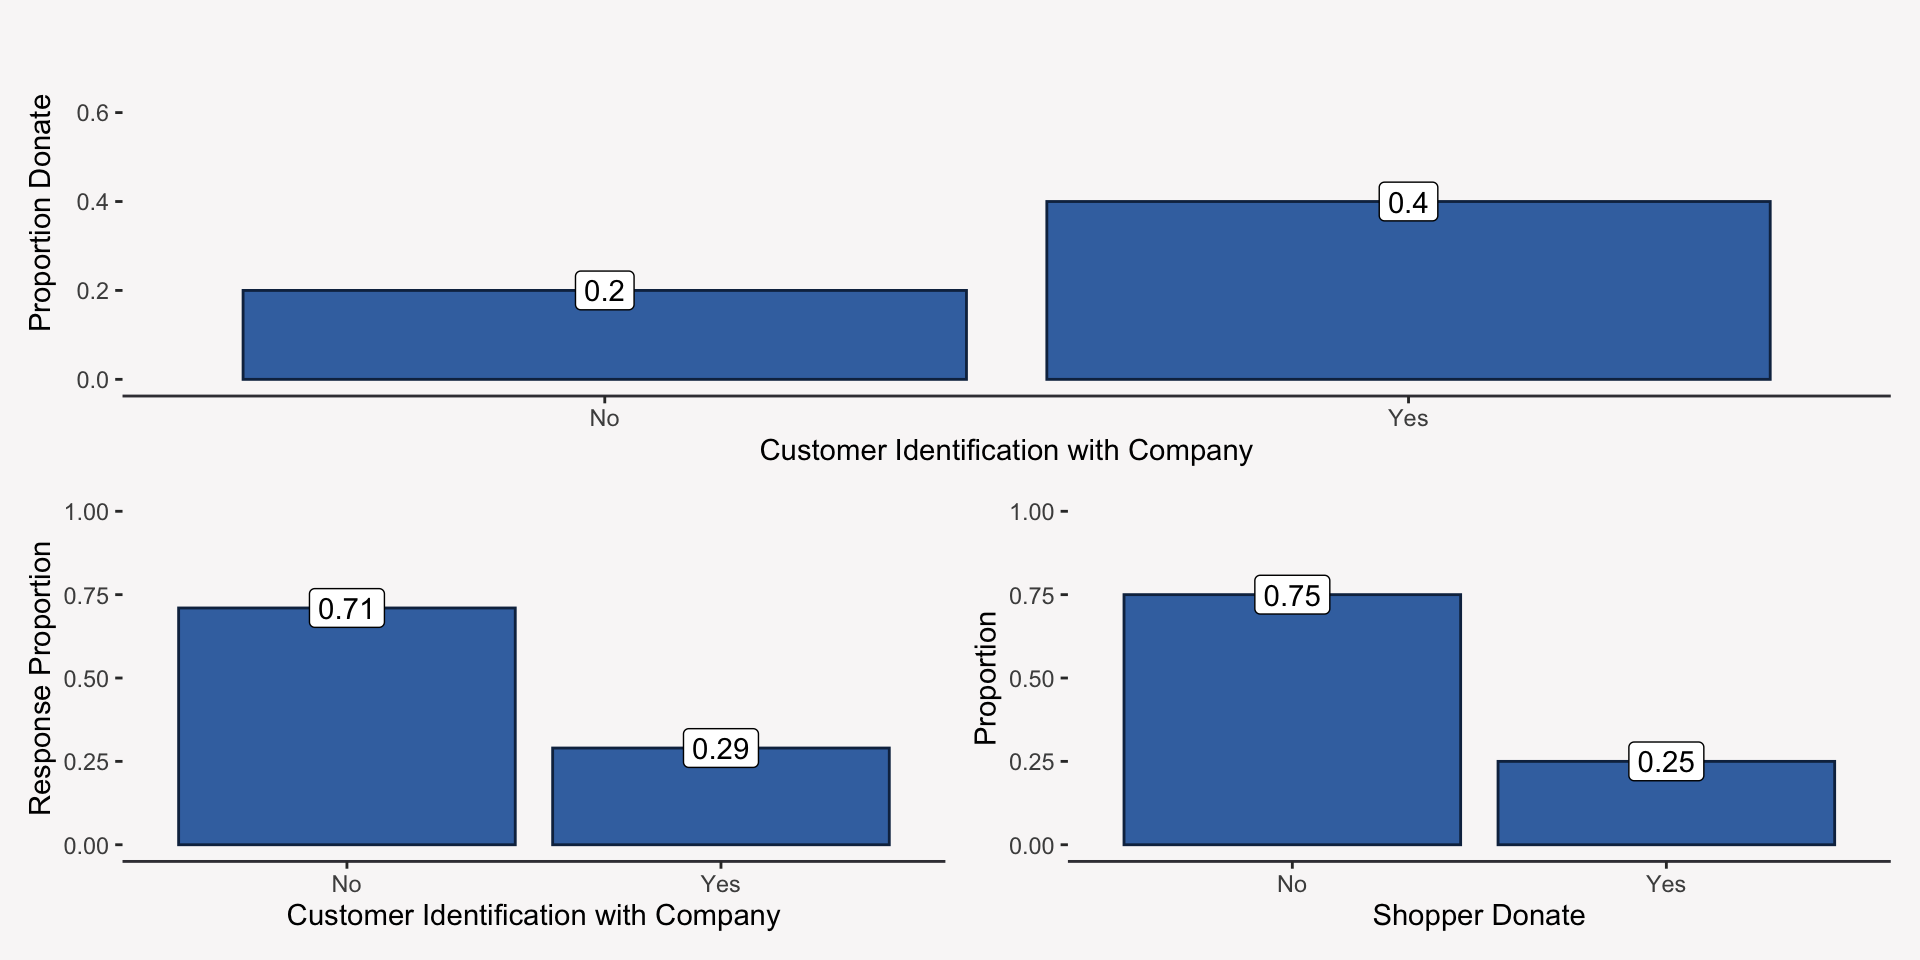 Proportion Donate
0.6
0.4
0.2
0.0
0.2
0.4
No
Yes
Customer Identification with Company
Response Proportion
1.00
0.75
0.50
0.25
0.00
0.71
0.29
No
Yes
Customer Identification with Company
Proportion
1.00
0.75
0.50
0.25
0.00
0.75
0.25
No
Yes
Shopper Donate